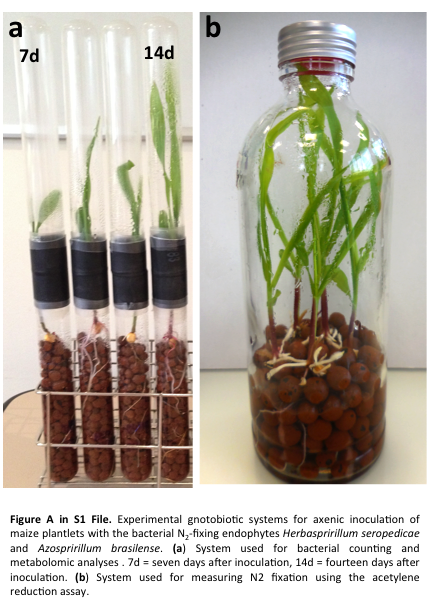 a
b
7d
14d
Figure A in S1 File. Experimental gnotobiotic systems for axenic inoculation of
maize plantlets with the bacterial N2-fixing endophytes Herbaspririllum seropedicae
and Azospririllum brasilense. (a) System used for bacterial counting and
metabolomic analyses . 7d = seven days after inoculation, 14d = fourteen days after
inoculation. (b) System used for measuring N2 fixation using the acetylene
reduction assay.